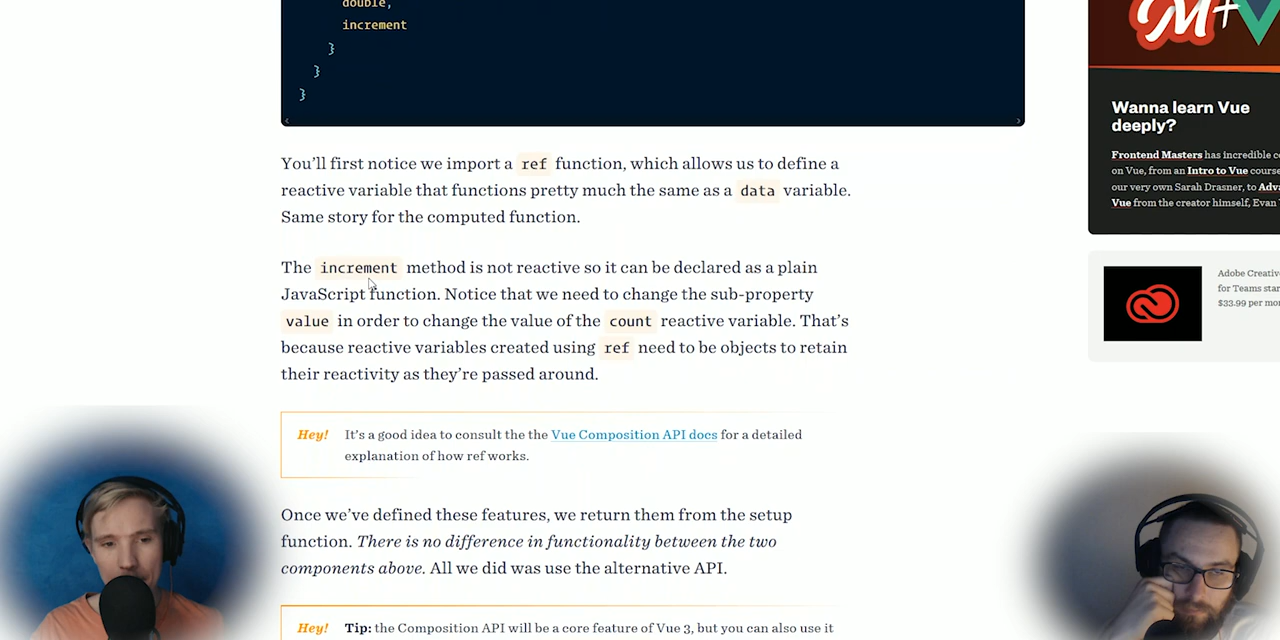 double,
increment
}
}
}
You’ll first notice we import a ref function, which allows us to define a
reactive variable that functions pretty much the same as a data variable.
Same story for the computed function.
The increment method is not reactive so it can be declared as a plain
JavaScript function. Notice that we need to change the sub-property
value in order to change the value of the count reactive variable. That’s
because reactive variables created using ref need to be objects to retain
their reactivity as they’re passed around.
Hey! It’s a good idea to consult the the Vue Composition API docs for a detailed
explanation of how ref works.
Once we’ve defined these features, we return them from the setup
function. There is no difference in functionality between the two
components above. All we did was use the alternative API.
Hey! Tip: the Composition API will be a core feature of Vue 3, but you can also use it
M+
Wanna learn Vue
deeply?
Frontend Masters has incredible
on Vue, from an Intro to Vue course
our very own Sarah Drasner, to
Vue from the creator himself, Evan
Adobe
for Teams
$33.99 per